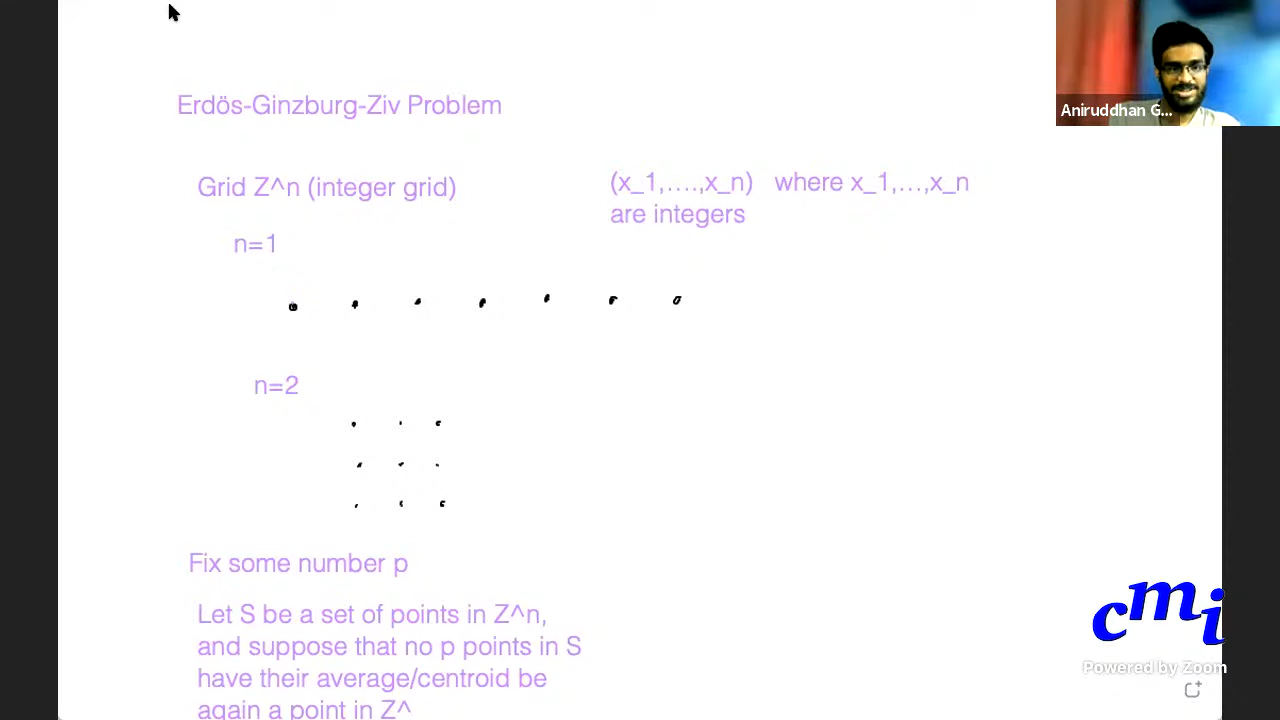 Erdös-Ginzburg-Ziv Problem
Grid Z^n (integer grid)
(x_1,....,x_n) where x_1,...,x_n
are integers
n=1
n=2
Fix some number p
Let S be a set of points in Z^n,
and suppose that no p points in S
have their average/centroid be
again a point in Z^
Aniruddhan G...
cmi
Powered by Zoom